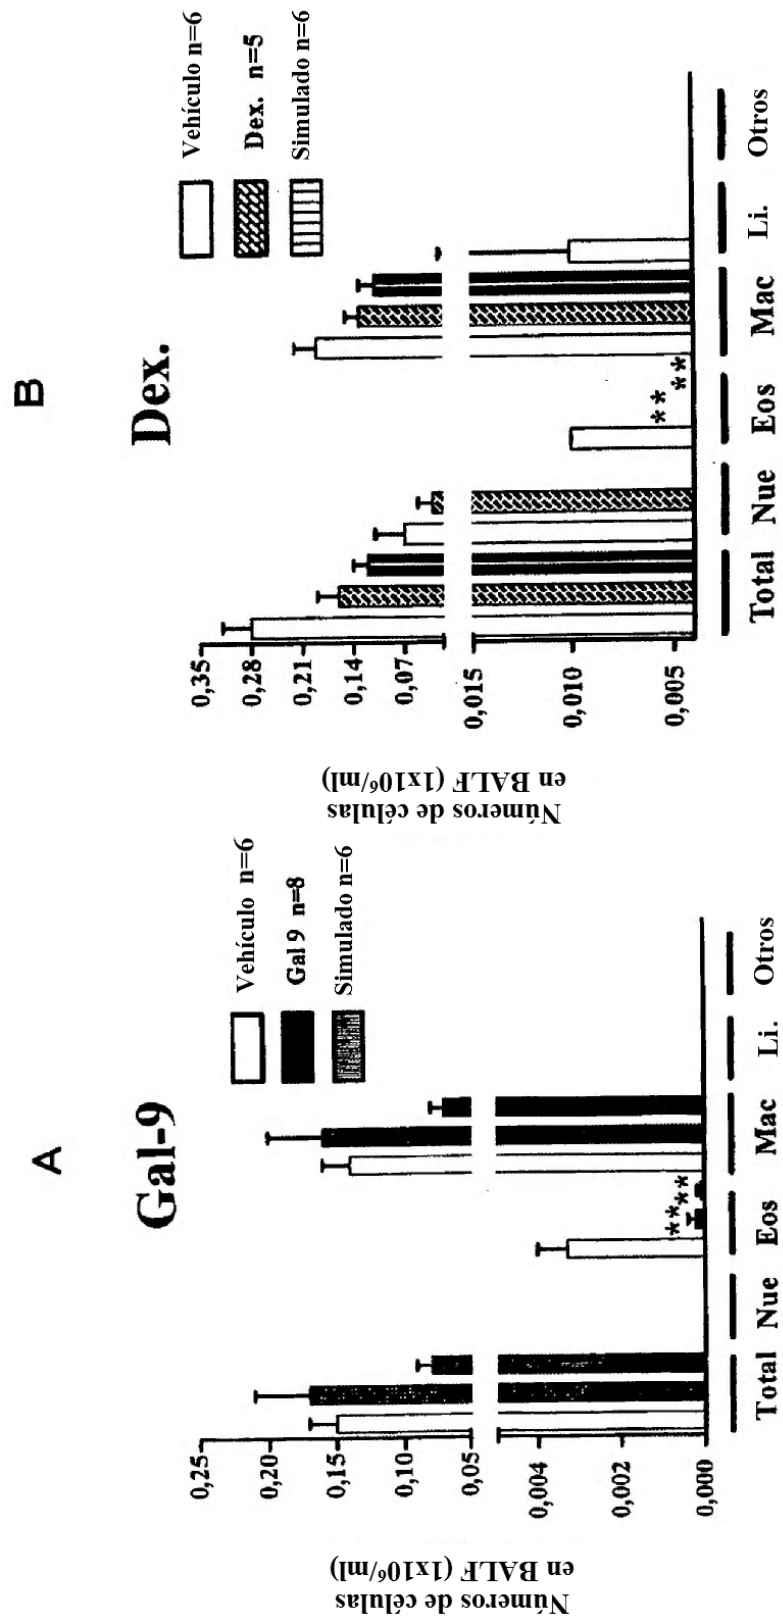 A
Gal-9
Vehículo n=6
Gal 9 n=8
Simulado n=6
Números de células
en BALF (1x10⁶/ml)
0,25
0,20
0,15
0,10
0,05
0,004
0,002
0,000
** **
Total Nue Eos Mac Li. Otros
B
Dex.
Vehículo n=6
Dex. n=5
Simulado n=6
Números de células
en BALF (1x10⁶/ml)
0,35
0,28
0,21
0,14
0,07
0,015
0,010
0,005
** **
Total Nue Eos Mac Li. Otros